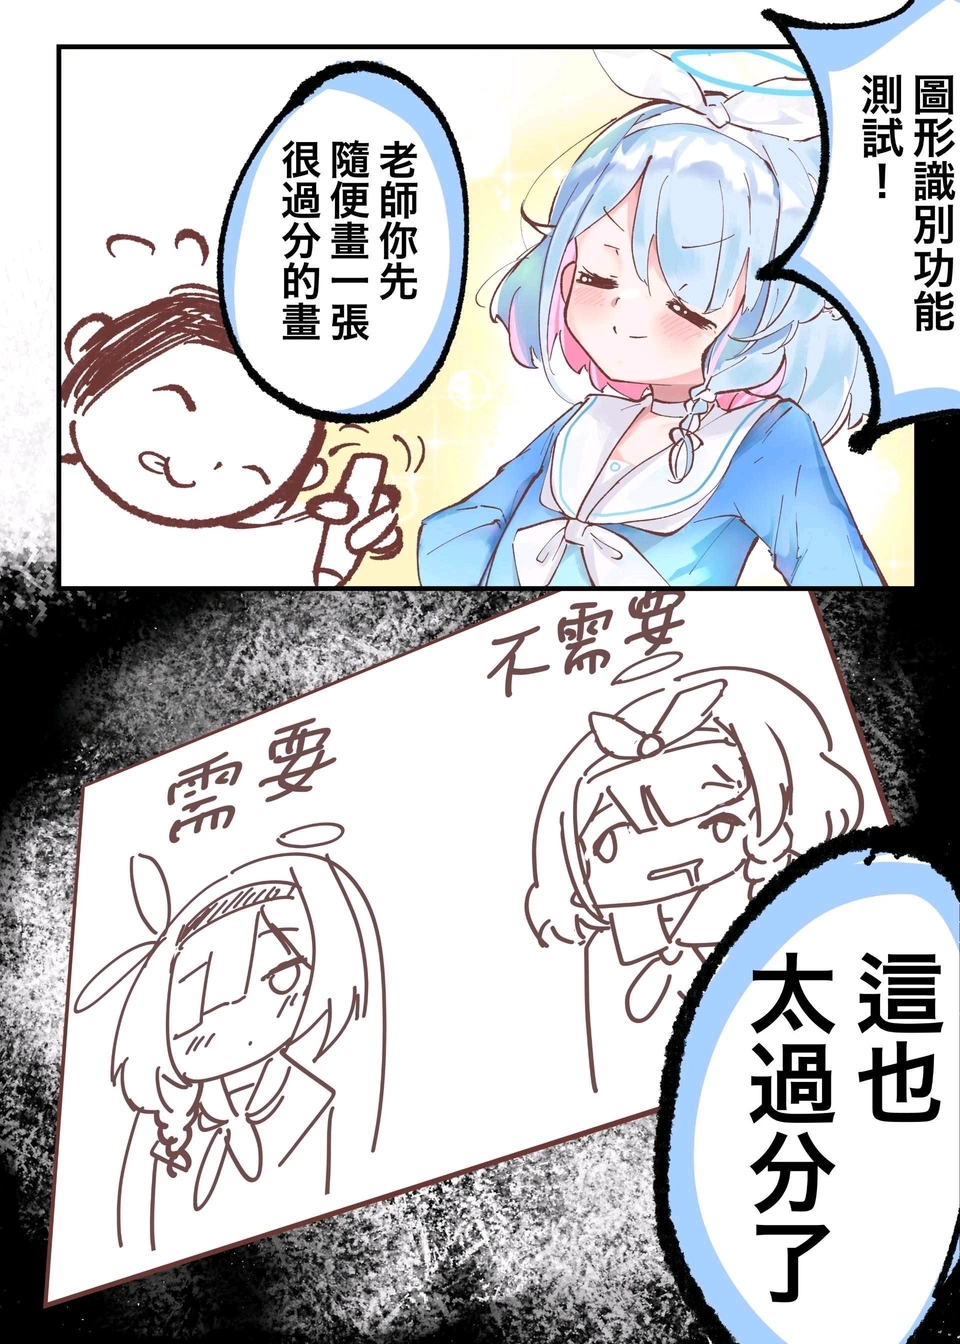 圖形識別功能
測試！
老師你先
隨便畫一張
很過分的畫
不需要
需要
這也
太過分了